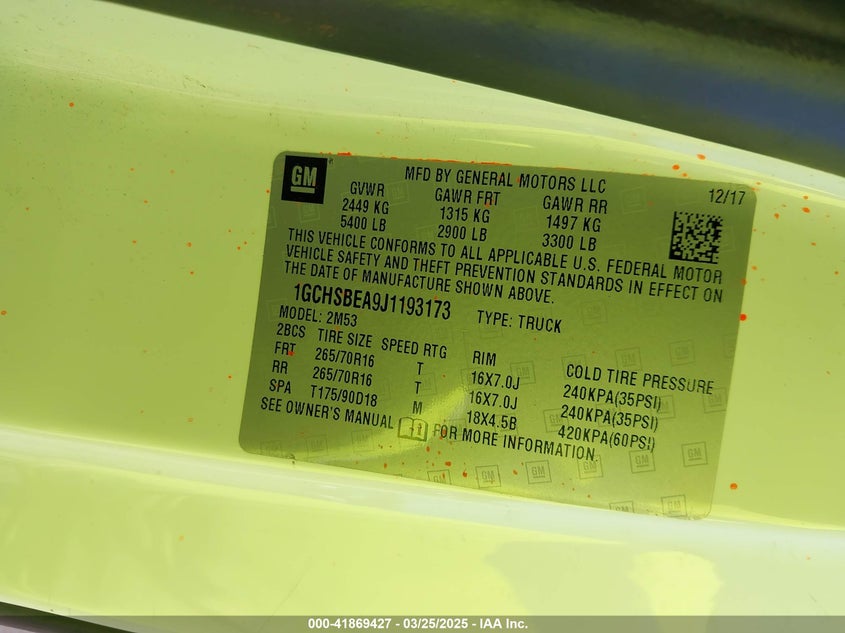 GM
MFD BY GENERAL MOTORS LLC
12/17
GVWR GAWR FRT GAWR RR
2449 KG 1315 KG 1497 KG
5400 LB 2900 LB 3300 LB
THIS VEHICLE CONFORMS TO ALL APPLICABLE U.S. FEDERAL MOTOR
VEHICLE SAFETY AND THEFT PREVENTION STANDARDS IN EFFECT ON
THE DATE OF MANUFACTURE SHOWN ABOVE.
1GCHSBEA9J1193173 TYPE: TRUCK
MODEL: 2M53
2BCS TIRE SIZE SPEED RTG RIM COLD TIRE PRESSURE
FRT 265/70R16 T 16X7.0J 240KPA(35PSI)
RR 265/70R16 T 16X7.0J 240KPA(35PSI)
SPA T175/90D18 M 18X4.5B 420KPA(60PSI)
SEE OWNER'S MANUAL FOR MORE INFORMATION.
000-41869427 - 03/25/2025 - IAA Inc.